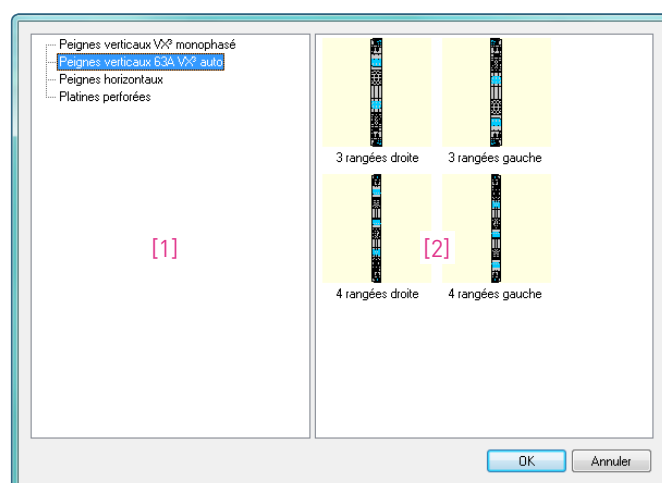 Peignes verticaux VX³ monophasé
Peignes verticaux 63A VX³ auto
Peignes horizontaux
Platines perforées
[1]
3 rangées droite
3 rangées gauche
[2]
4 rangées droite
4 rangées gauche
OK
Annuler